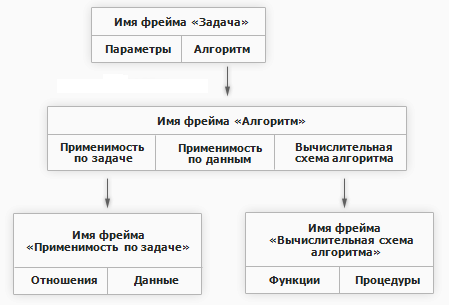 Имя фрейма «Задача»
Параметры Алгоритм
Имя фрейма «Алгоритм»
Применимость Применимость Вычислительная
по задаче по данным схема алгоритма
Имя фрейма
«Применимость по задаче»
Отношения Данные
Имя фрейма
«Вычислительная схема
алгоритма»
Функции Процедуры